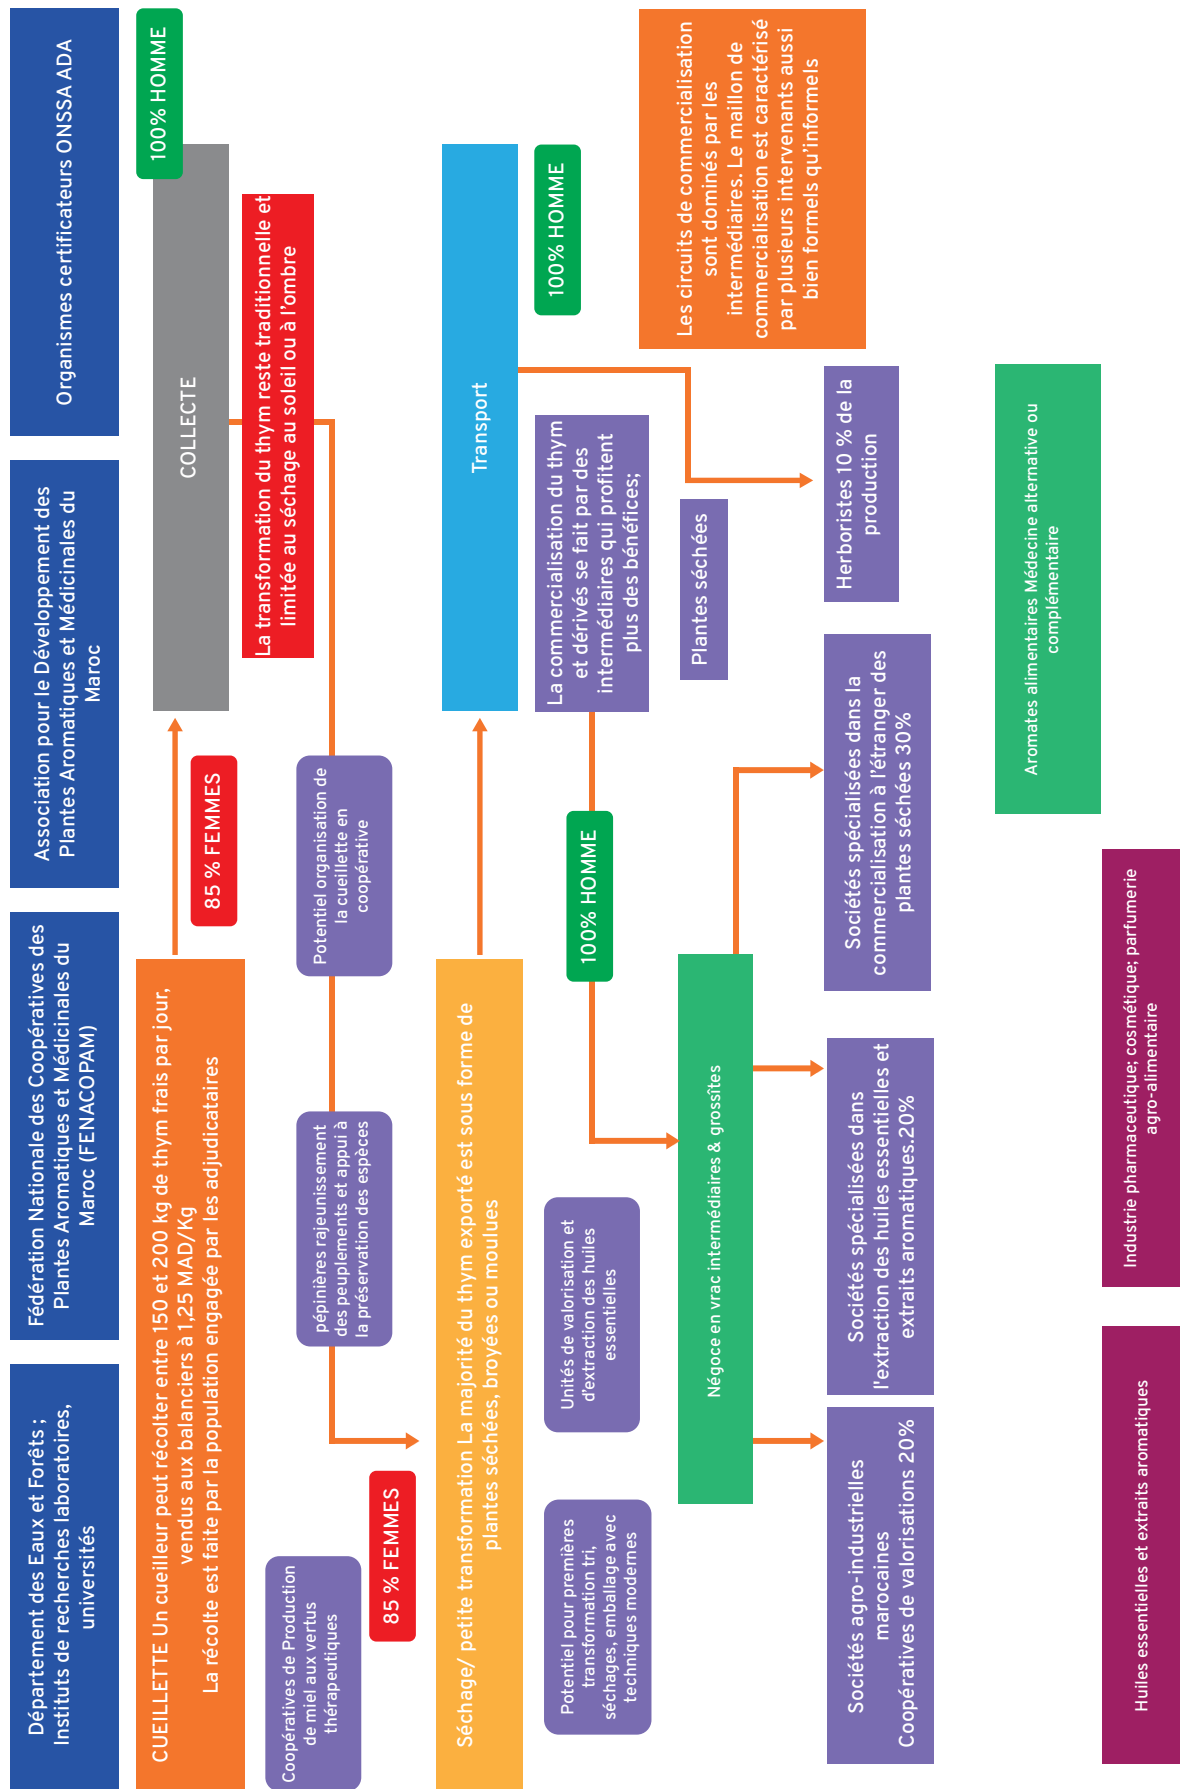 Département des Eaux et Forêts ;
Instituts de recherches laboratoires,
universités
Fédération Nationale des Coopératives des
Plantes Aromatiques et Médicinales du
Maroc (FENACOPAM)
Association pour le Développement des
Plantes Aromatiques et Médicinales du
Maroc
Organismes certificateurs ONSSA ADA
CUEILLETTE Un cueilleur peut récolter entre 150 et 200 kg de thym frais par jour,
vendus aux balanciers à 1,25 MAD/Kg
La récolte est faite par la population engagée par les adjudicataires
85 % FEMMES
COLLECTE
100% HOMME
La transformation du thym reste traditionnelle et
limitée au séchage au soleil ou à l'ombre
Coopératives de Production
de miel aux vertus
thérapeutiques
pépinières rajeunissement
des peuplements et appui à
la préservation des espèces
Potentiel organisation de
la cueillette en
coopérative
85 % FEMMES
Séchage/ petite transformation La majorité du thym exporté est sous forme de
plantes séchées, broyées ou moulues
Transport
100% HOMME
Potentiel pour premières
transformation tri,
séchages, emballage avec
techniques modernes
Unités de valorisation et
d'extraction des huiles
essentielles
100% HOMME
La commercialisation du thym
et dérivés se fait par des
intermédiaires qui profitent
plus des bénéfices;
Les circuits de commercialisation
sont dominés par les
intermédiaires. Le maillon de
commercialisation est caractérisé
par plusieurs intervenants aussi
bien formels qu'informels
Négoce en vrac intermédiaires & grossîtes
Plantes séchées
Sociétés agro-industrielles
marocaines
Coopératives de valorisations 20%
Sociétés spécialisées dans
l'extraction des huiles essentielles et
extraits aromatiques.20%
Sociétés spécialisées dans la
commercialisation à l'étranger des
plantes séchées 30%
Herboristes 10 % de la
production
Aromates alimentaires Médecine alternative ou
complémentaire
Huiles essentielles et extraits aromatiques
Industrie pharmaceutique; cosmétique; parfumerie
agro-alimentaire